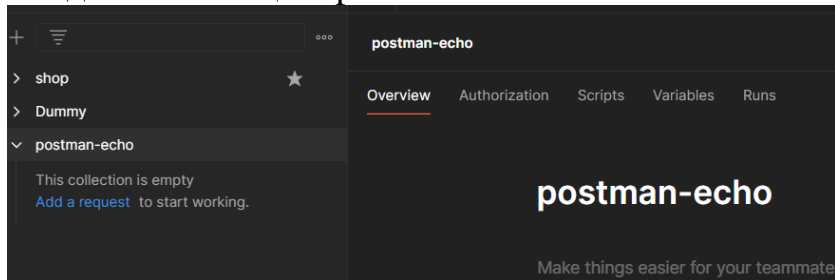 postman-echo
shop
Dummy
postman-echo
This collection is empty
Add a request to start working.
Overview Authorization Scripts Variables Runs
postman-echo
Make things easier for your teammate